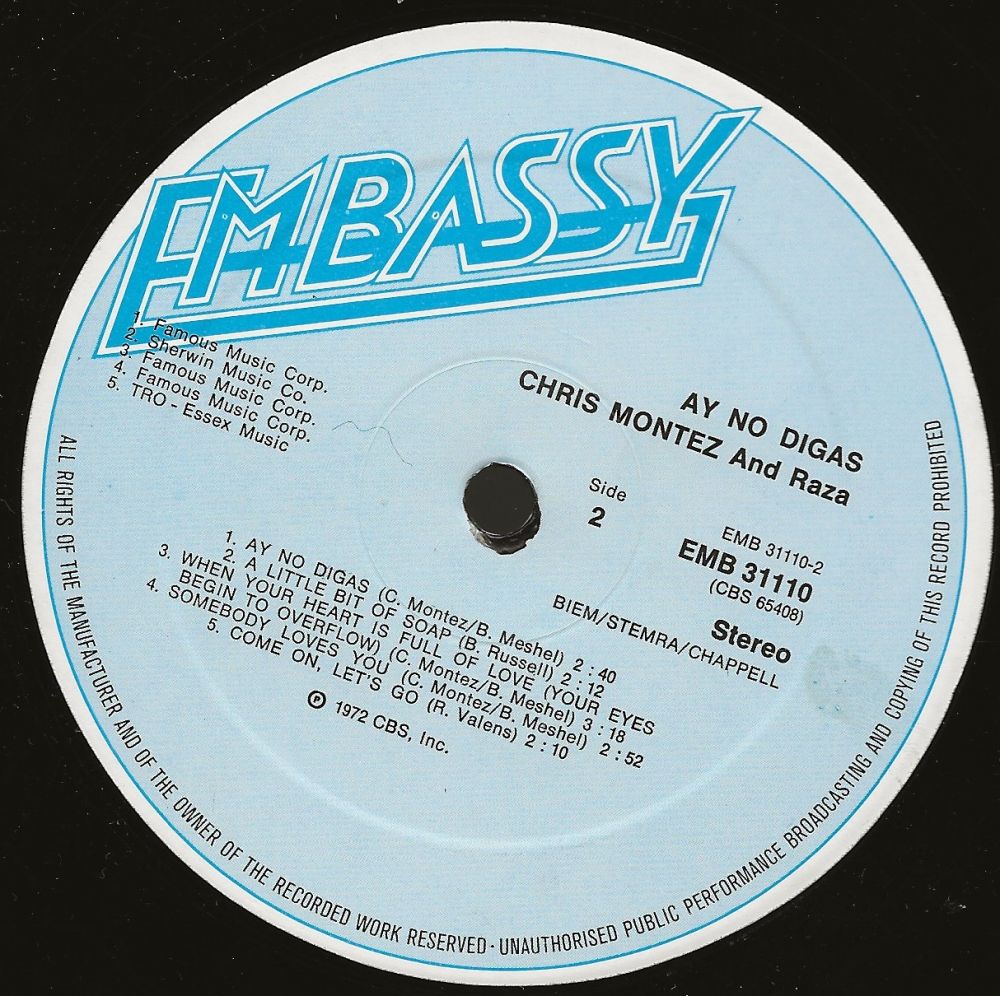 EMBASSY
1. Famous Music Corp.
2. Sherwin Music Co.
3. Famous Music Corp.
4. Famous Music Corp.
5. TRO - Essex Music
AY NO DIGAS
CHRIS MONTEZ And Raza
Side
2
EMB 31110-2
EMB 31110
(CBS 65408)
Stereo
BIEM/STEMRA/CHAPPELL
1. AY NO DIGAS (C. Montez/B. Meshel) 2:40
2. A LITTLE BIT OF SOAP (B. Russell) 2:12
3. WHEN YOUR HEART IS FULL OF LOVE (YOUR EYES
BEGIN TO OVERFLOW) (C. Montez/B. Meshel) 3:18
4. SOMEBODY LOVES YOU (C. Montez/B. Meshel) 2:52
5. COME ON, LET'S GO (R. Valens) 2:10
℗ 1972 CBS, Inc.
ALL RIGHTS OF THE MANUFACTURER AND OF THE OWNER OF THE RECORDED WORK RESERVED · UNAUTHORISED PUBLIC PERFORMANCE BROADCASTING AND COPYING OF THIS RECORD PROHIBITED